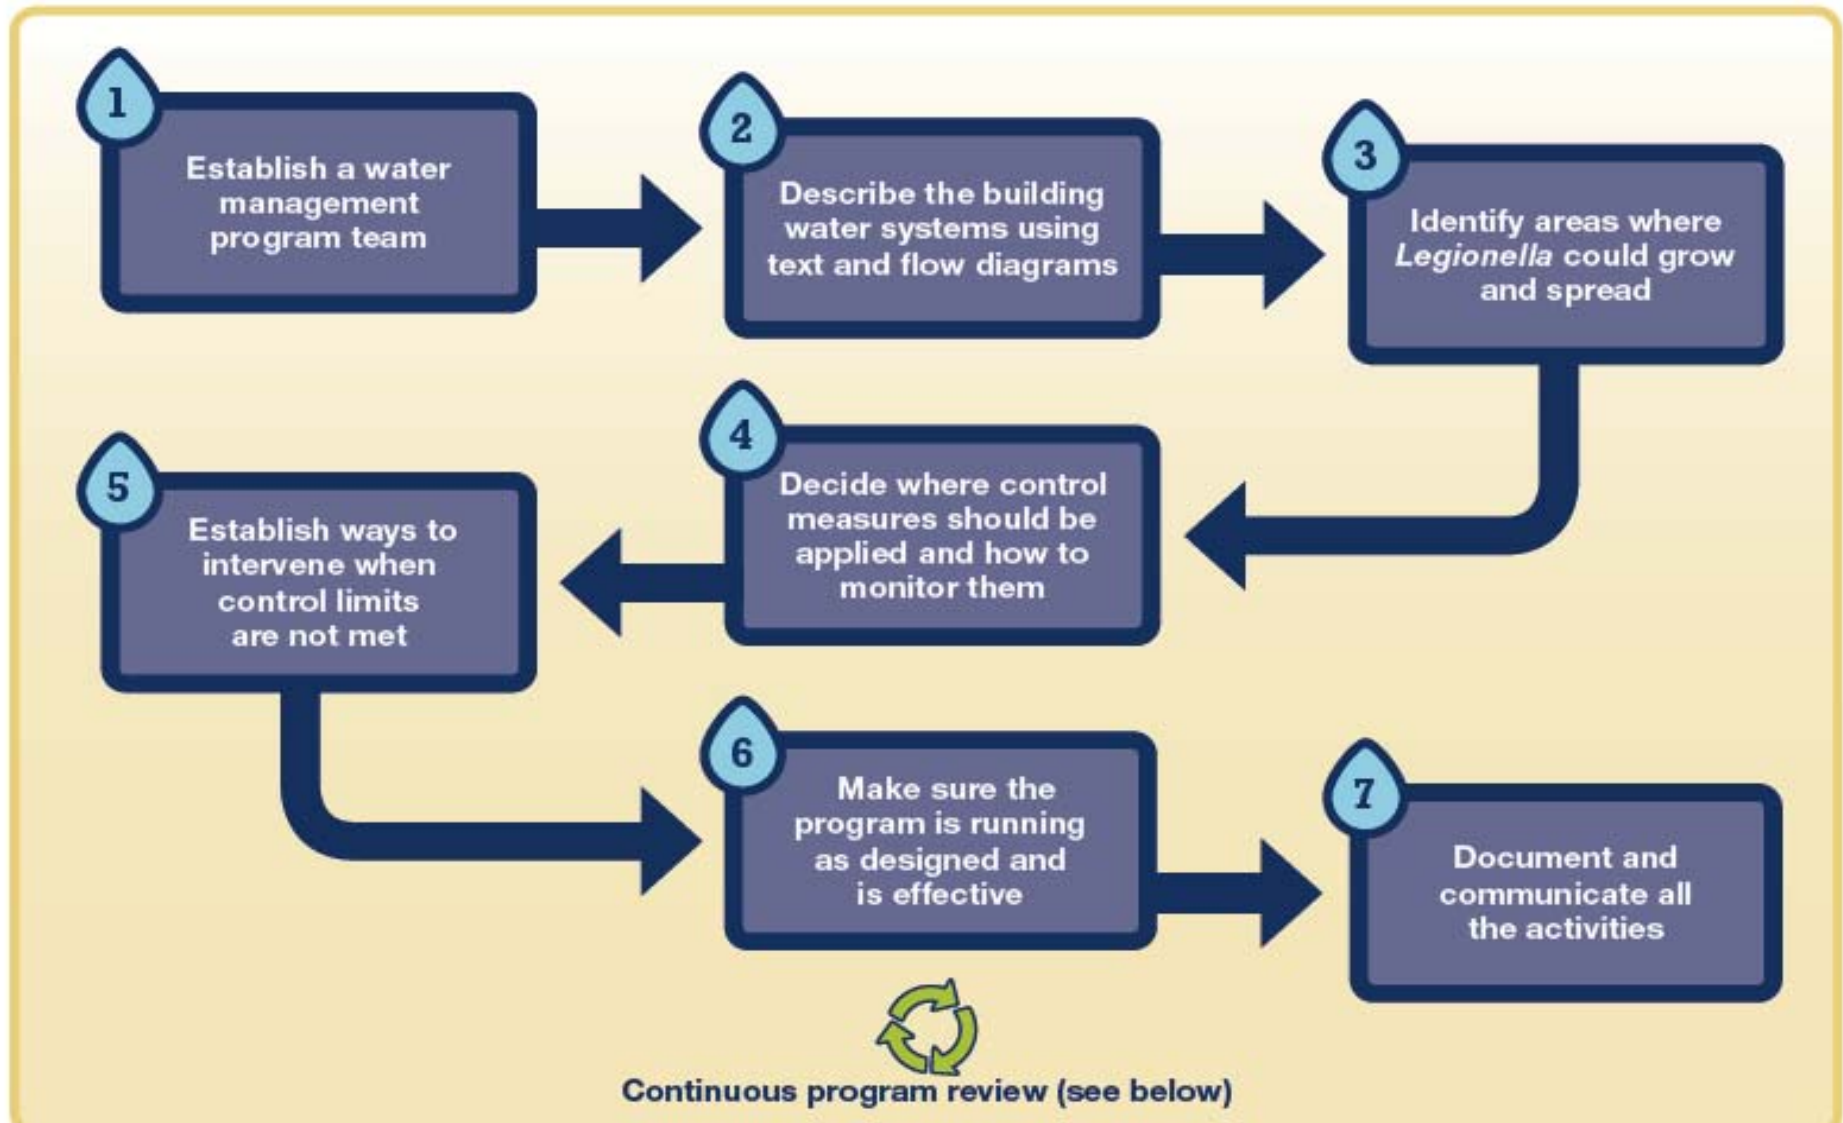 1
Establish a water
management
program team
2
Describe the building
water systems using
text and flow diagrams
3
Identify areas where
Legionella could grow
and spread
4
Decide where control
measures should be
applied and how to
monitor them
5
Establish ways to
intervene when
control limits
are not met
6
Make sure the
program is running
as designed and
is effective
7
Document and
communicate all
the activities
Continuous program review (see below)